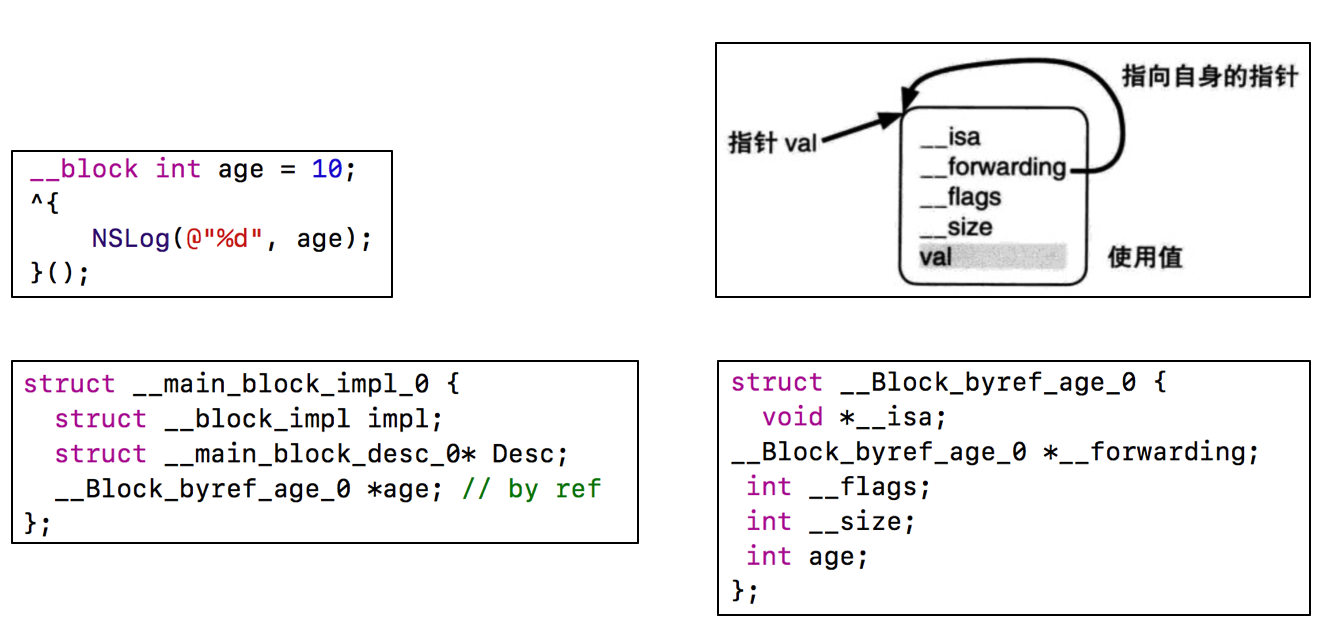 __block int age = 10;
^{
    NSLog(@"%d", age);
}();
指向自身的指针
指针 val
__isa
__forwarding
__flags
__size
val
使用值
struct __main_block_impl_0 {
  struct __block_impl impl;
  struct __main_block_desc_0* Desc;
  __Block_byref_age_0 *age; // by ref
};
struct __Block_byref_age_0 {
  void *__isa;
__Block_byref_age_0 *__forwarding;
 int __flags;
 int __size;
 int age;
};